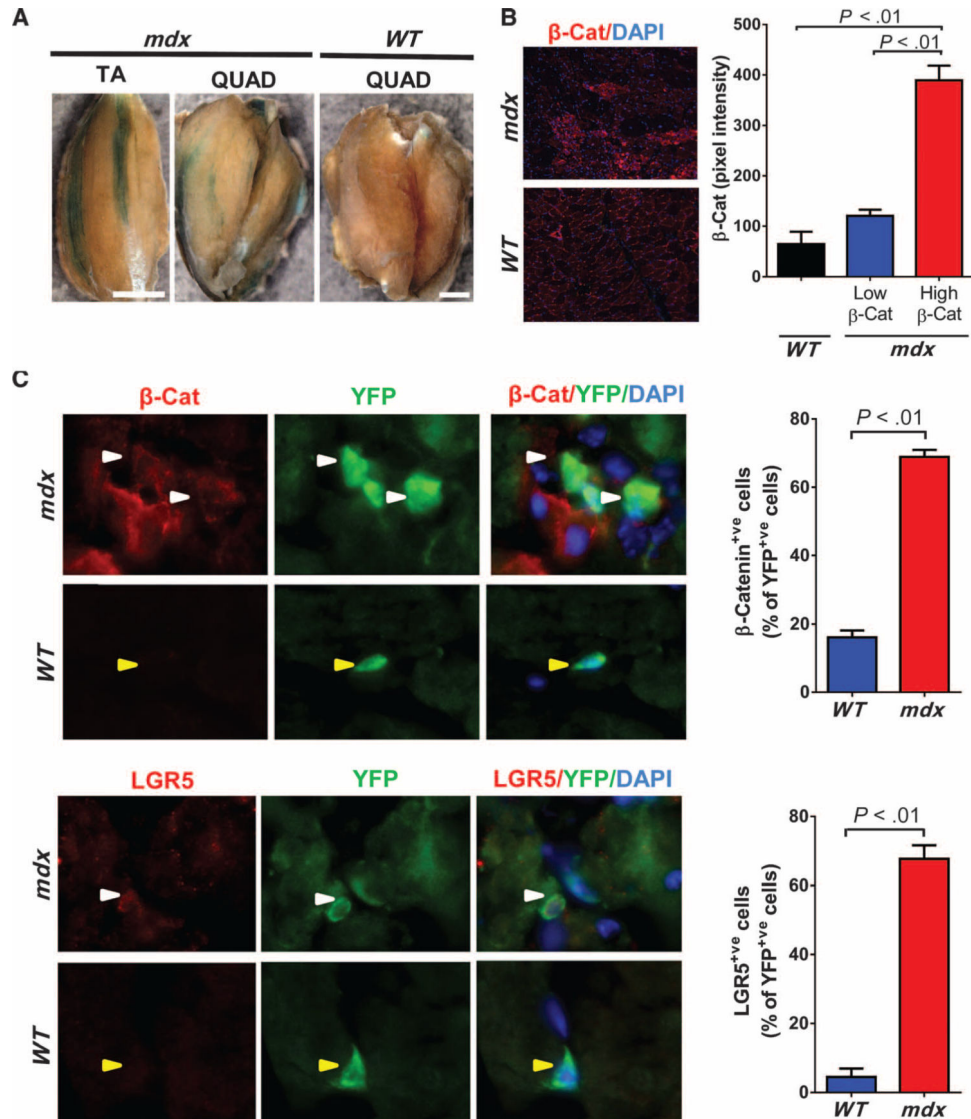 A
mdx
WT
TA
QUAD
QUAD
B
β-Cat/DAPI
mdx
WT
β-Cat (pixel intensity)
500
400
300
200
100
0
P < .01
P < .01
Low
β-Cat
High
β-Cat
WT
mdx
C
β-Cat
YFP
β-Cat/YFP/DAPI
mdx
WT
β-Catenin+ve cells
(% of YFP+ve cells)
80
60
40
20
0
P < .01
WT
mdx
LGR5
YFP
LGR5/YFP/DAPI
mdx
WT
LGR5+ve cells
(% of YFP+ve cells)
80
60
40
20
0
P < .01
WT
mdx